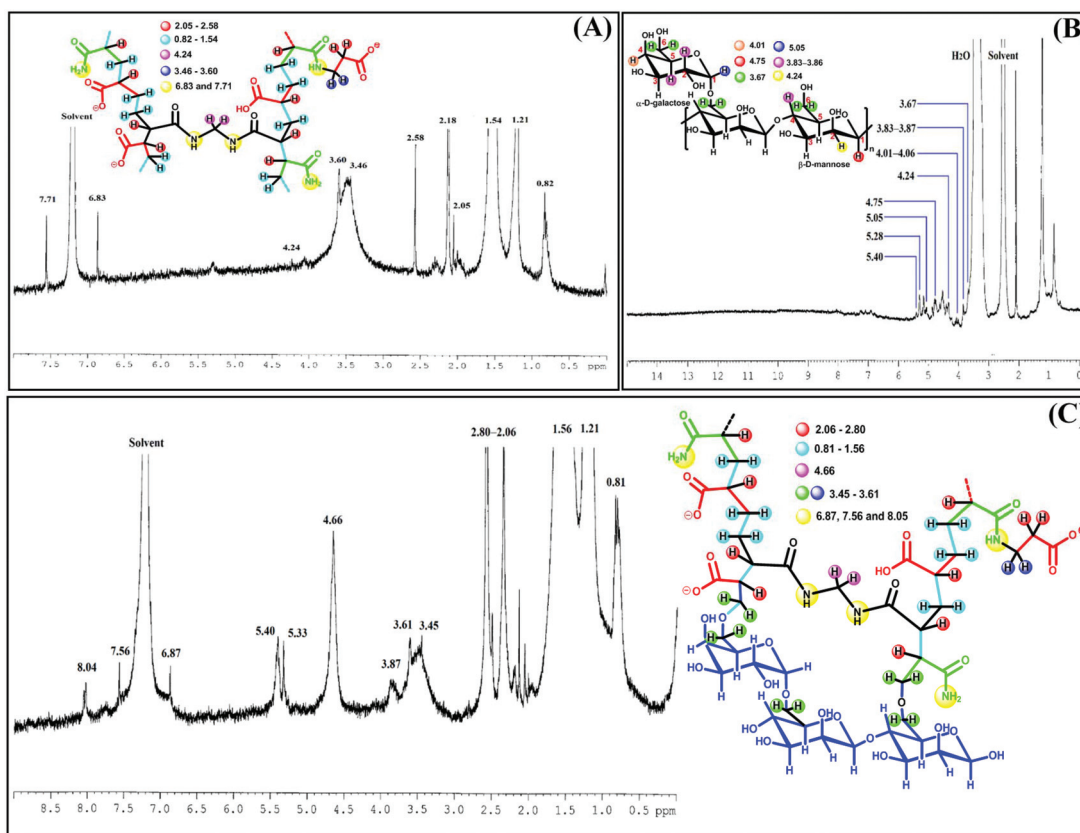 (A)
2.05 - 2.58
0.82 - 1.54
4.24
3.46 - 3.60
6.83 and 7.71
Solvent
7.71
6.83
4.24
3.60
3.46
2.58
2.18
2.05
1.54
1.21
0.82
7.5 7.0 6.5 6.0 5.5 5.0 4.5 4.0 3.5 3.0 2.5 2.0 1.5 1.0 0.5 ppm
(B)
4.01
4.75
3.67
5.05
3.83–3.86
4.24
α-D-galactose
β-D-mannose
H2O
Solvent
3.67
3.83–3.87
4.01–4.06
4.24
4.75
5.05
5.28
5.40
15 14 13 12 11 10 9 8 7 6 5 4 3 2 1 0
(C)
2.06 - 2.80
0.81 - 1.56
4.66
3.45 - 3.61
6.87, 7.56 and 8.05
Solvent
8.04
7.56
6.87
5.40
5.33
4.66
3.87
3.61
3.45
2.80–2.06
1.56
1.21
0.81
8.5 8.0 7.5 7.0 6.5 6.0 5.5 5.0 4.5 4.0 3.5 3.0 2.5 2.0 1.5 1.0 0.5 ppm